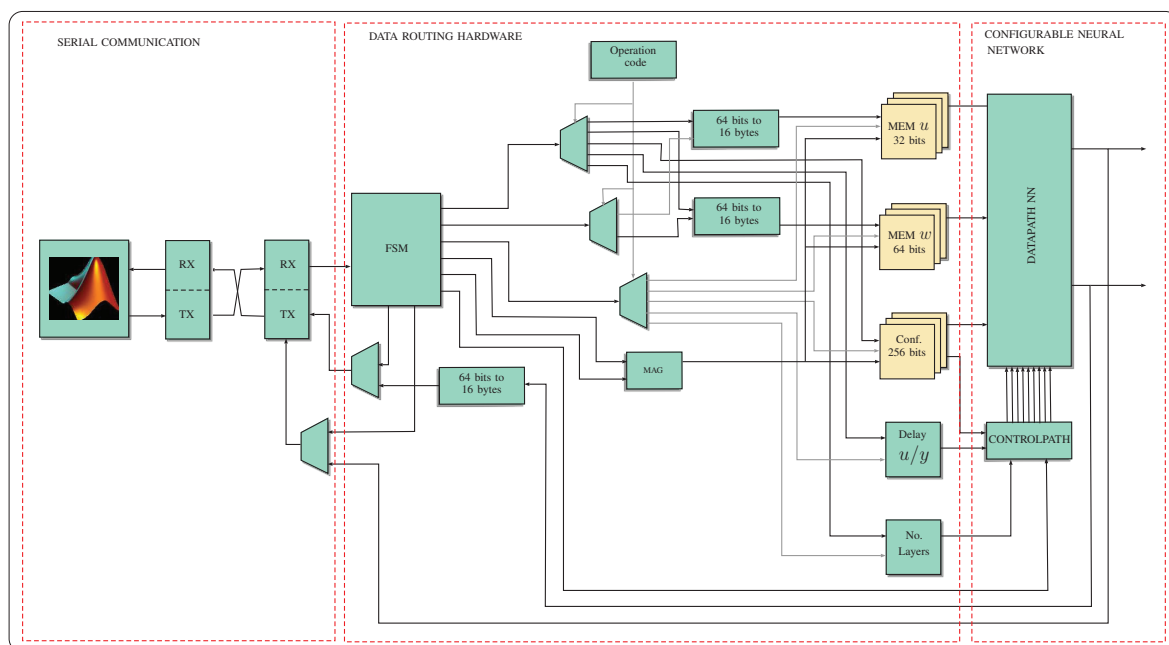 SERIAL COMMUNICATION
DATA ROUTING HARDWARE
CONFIGURABLE NEURAL
NETWORK
Operation
code
64 bits to
16 bytes
MEM u
32 bits
64 bits to
16 bytes
MEM w
64 bits
FSM
DATAPATH NN
RX
TX
RX
TX
Conf.
256 bits
MAG
64 bits to
16 bytes
Delay
u/y
CONTROLPATH
No.
Layers